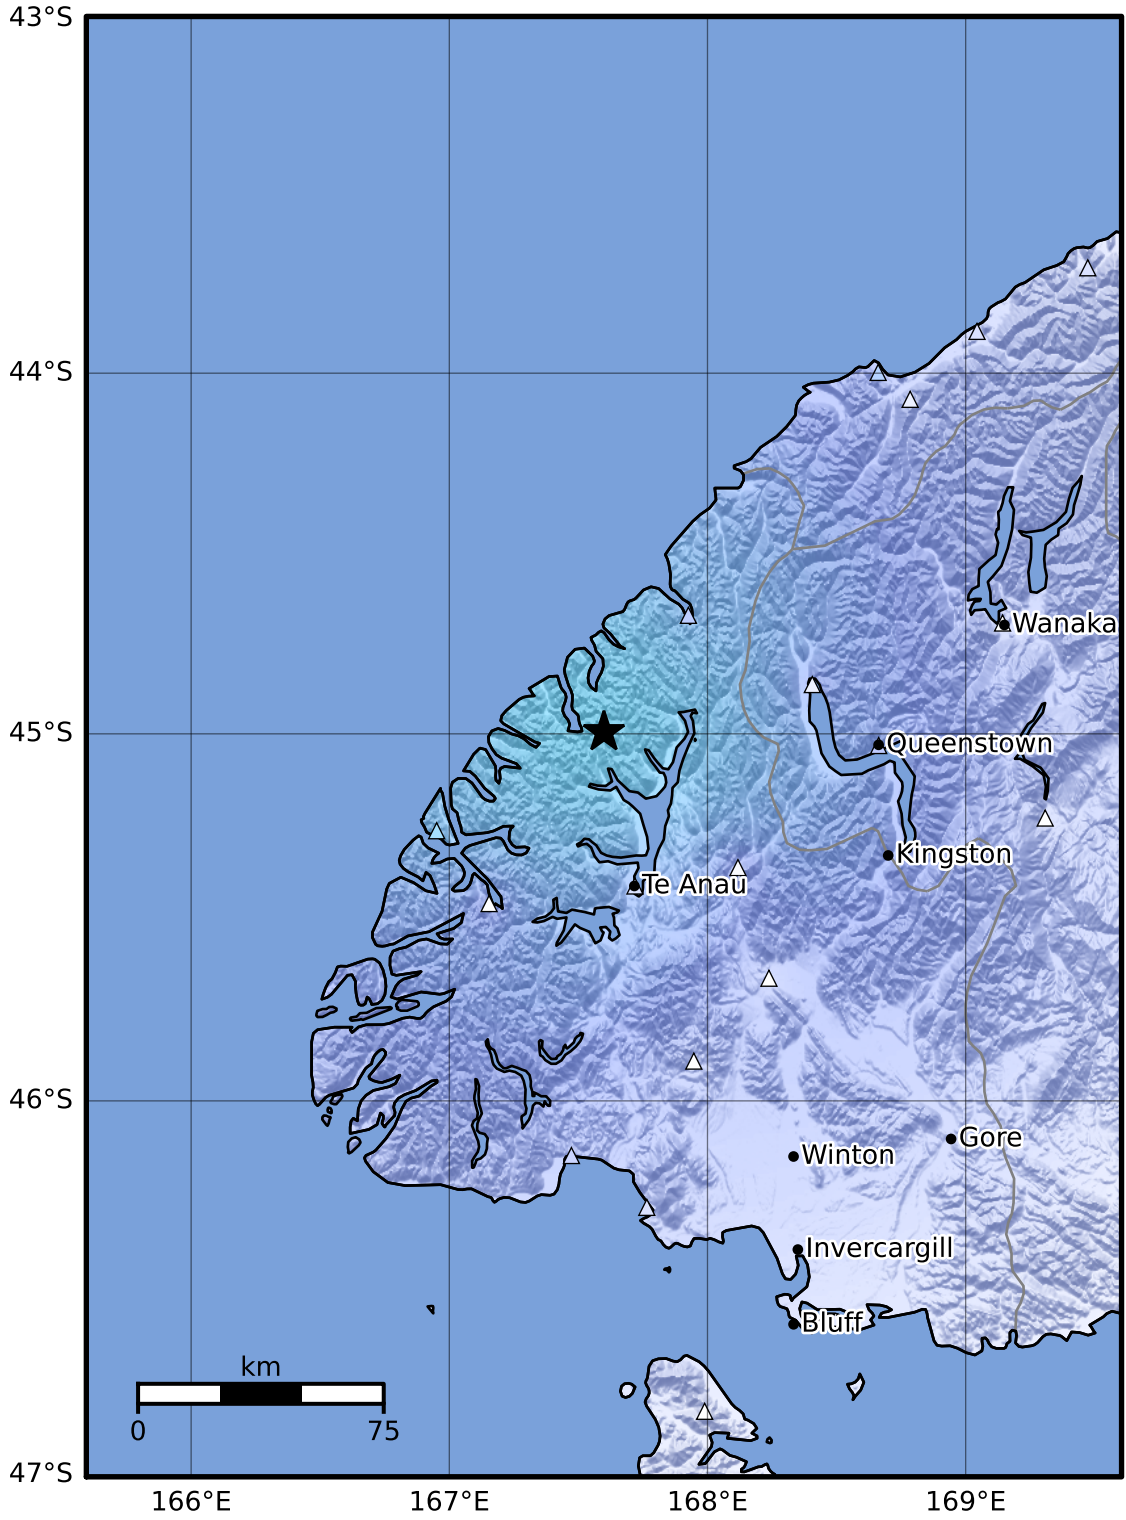 43°S
44°S
Wanaka
45°S
Queenstown
Kingston
Te Anau
46°S
Gore
Winton
Invercargill
Bluff
km
0 75
47°S
166°E 167°E 168°E 169°E